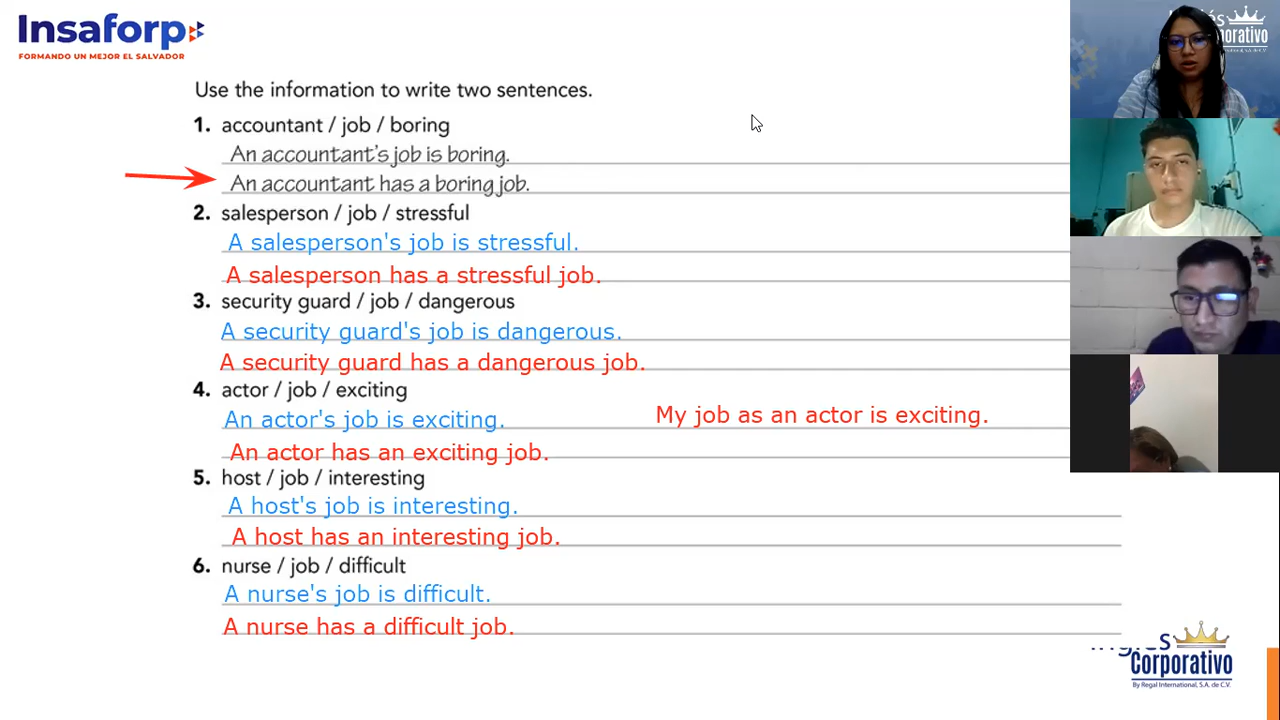 Insaforp
FORMANDO UN MEJOR EL SALVADOR
Use the information to write two sentences.
1. accountant / job / boring
An accountant's job is boring.
An accountant has a boring job.
2. salesperson / job / stressful
A salesperson's job is stressful.
A salesperson has a stressful job.
3. security guard / job / dangerous
A security guard's job is dangerous.
A security guard has a dangerous job.
4. actor / job / exciting
An actor's job is exciting.
My job as an actor is exciting.
An actor has an exciting job.
5. host / job / interesting
A host's job is interesting.
A host has an interesting job.
6. nurse / job / difficult
A nurse's job is difficult.
A nurse has a difficult job.
Corporativo
By Regal International, S.A. de C.V.